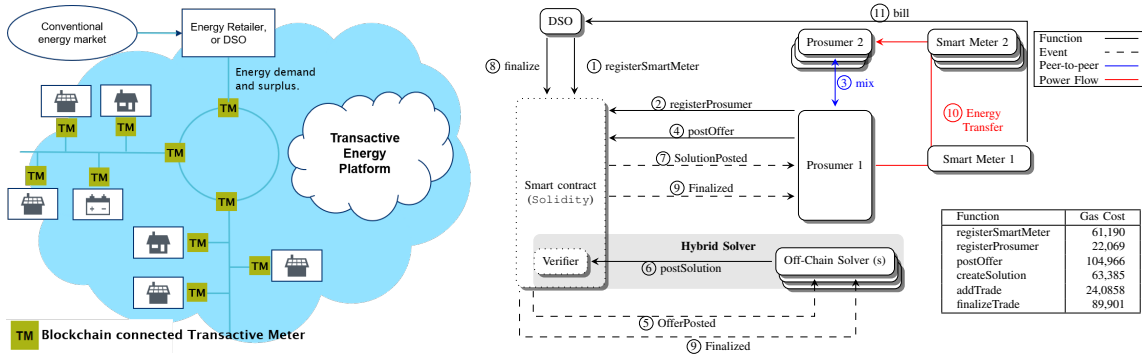 Conventional
energy market
Energy Retailer,
or DSO
Energy demand
and surplus.
TM
TM
TM
TM
TM
TM
TM
TM
TM
TM
Transactive
Energy
Platform
TM Blockchain connected Transactive Meter
DSO
⑪ bill
Prosumer 2
Smart Meter 2
Function
Event
Peer-to-peer
Power Flow
⑧ finalize
① registerSmartMeter
③ mix
② registerProsumer
④ postOffer
⑦ SolutionPosted
⑨ Finalized
Prosumer 1
⑩ Energy
Transfer
Smart Meter 1
Smart contract
(Solidity)
Hybrid Solver
Verifier
⑥ postSolution
Off-Chain Solver (s)
⑤ OfferPosted
⑨ Finalized
Function Gas Cost
registerSmartMeter 61,190
registerProsumer 22,069
postOffer 104,966
createSolution 63,385
addTrade 24,0858
finalizeTrade 89,901